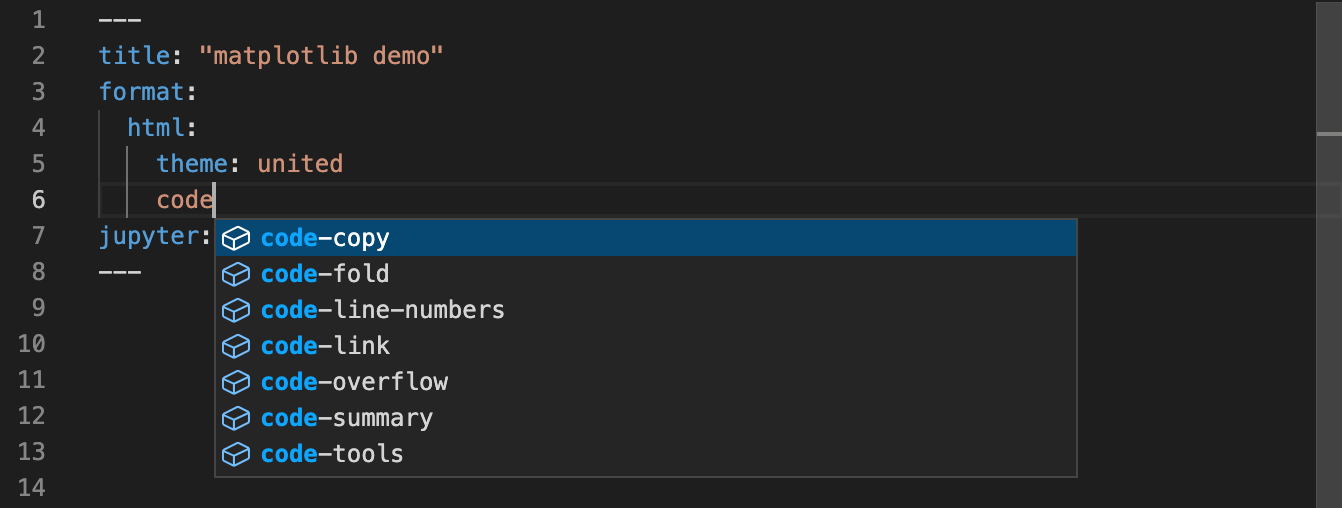 1 ---
2 title: "matplotlib demo"
3 format:
4 html:
5 theme: united
6 code
7 jupyter:
code-copy
8 ---
code-fold
9 code-line-numbers
10 code-link
11 code-overflow
12 code-summary
13 code-tools
14